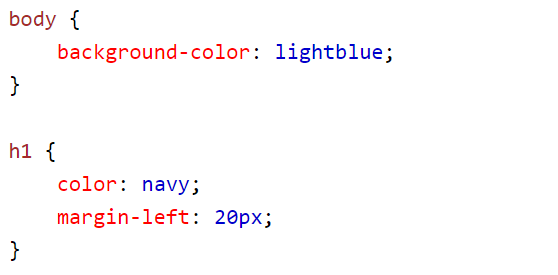 body {
    background-color: lightblue;
}

h1 {
    color: navy;
    margin-left: 20px;
}